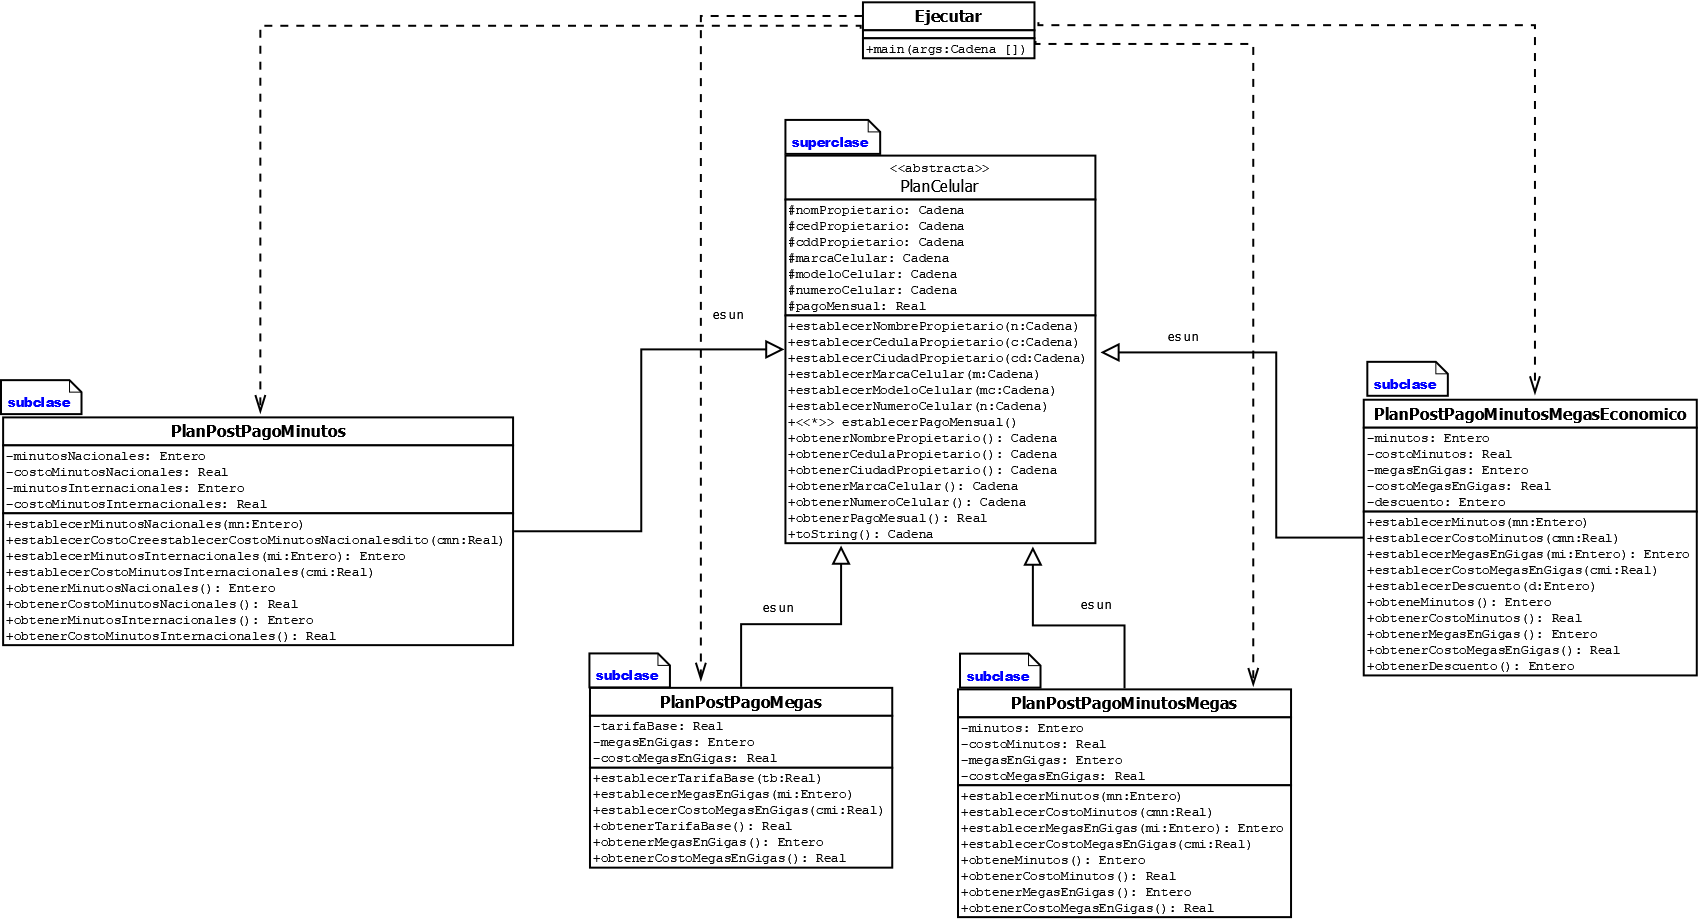 Ejecutar
+main(args:Cadena [])
superclase
<<abstracta>>
PlanCelular
#nomPropietario: Cadena
#cedPropietario: Cadena
#cddPropietario: Cadena
#marcaCelular: Cadena
#modeloCelular: Cadena
#numeroCelular: Cadena
#pagoMensual: Real
+establecerNombrePropietario(n:Cadena)
+establecerCedulaPropietario(c:Cadena)
+establecerCiudadPropietario(cd:Cadena)
+establecerMarcaCelular(m:Cadena)
+establecerModeloCelular(mc:Cadena)
+establecerNumeroCelular(n:Cadena)
+<<*>> establecerPagoMensual()
+obtenerNombrePropietario(): Cadena
+obtenerCedulaPropietario(): Cadena
+obtenerCiudadPropietario(): Cadena
+obtenerMarcaCelular(): Cadena
+obtenerNumeroCelular(): Cadena
+obtenerPagoMesual(): Real
+toString(): Cadena
es un
es un
es un
es un
subclase
PlanPostPagoMinutos
-minutosNacionales: Entero
-costoMinutosNacionales: Real
-minutosInternacionales: Entero
-costoMinutosInternacionales: Real
+establecerMinutosNacionales(mn:Entero)
+establecerCostoCreestablecerCostoMinutosNacionalesdito(cmn:Real)
+establecerMinutosInternacionales(mi:Entero): Entero
+establecerCostoMinutosInternacionales(cmi:Real)
+obtenerMinutosNacionales(): Entero
+obtenerCostoMinutosNacionales(): Real
+obtenerMinutosInternacionales(): Entero
+obtenerCostoMinutosInternacionales(): Real
subclase
PlanPostPagoMegas
-tarifaBase: Real
-megasEnGigas: Entero
-costoMegasEnGigas: Real
+establecerTarifaBase(tb:Real)
+establecerMegasEnGigas(mi:Entero)
+establecerCostoMegasEnGigas(cmi:Real)
+obtenerTarifaBase(): Real
+obtenerMegasEnGigas(): Entero
+obtenerCostoMegasEnGigas(): Real
subclase
PlanPostPagoMinutosMegas
-minutos: Entero
-costoMinutos: Real
-megasEnGigas: Entero
-costoMegasEnGigas: Real
+establecerMinutos(mn:Entero)
+establecerCostoMinutos(cmn:Real)
+establecerMegasEnGigas(mi:Entero): Entero
+establecerCostoMegasEnGigas(cmi:Real)
+obteneMinutos(): Entero
+obtenerCostoMinutos(): Real
+obtenerMegasEnGigas(): Entero
+obtenerCostoMegasEnGigas(): Real
subclase
PlanPostPagoMinutosMegasEconomico
-minutos: Entero
-costoMinutos: Real
-megasEnGigas: Entero
-costoMegasEnGigas: Real
-descuento: Entero
+establecerMinutos(mn:Entero)
+establecerCostoMinutos(cmn:Real)
+establecerMegasEnGigas(mi:Entero): Entero
+establecerCostoMegasEnGigas(cmi:Real)
+establecerDescuento(d:Entero)
+obteneMinutos(): Entero
+obtenerCostoMinutos(): Real
+obtenerMegasEnGigas(): Entero
+obtenerCostoMegasEnGigas(): Real
+obtenerDescuento(): Entero